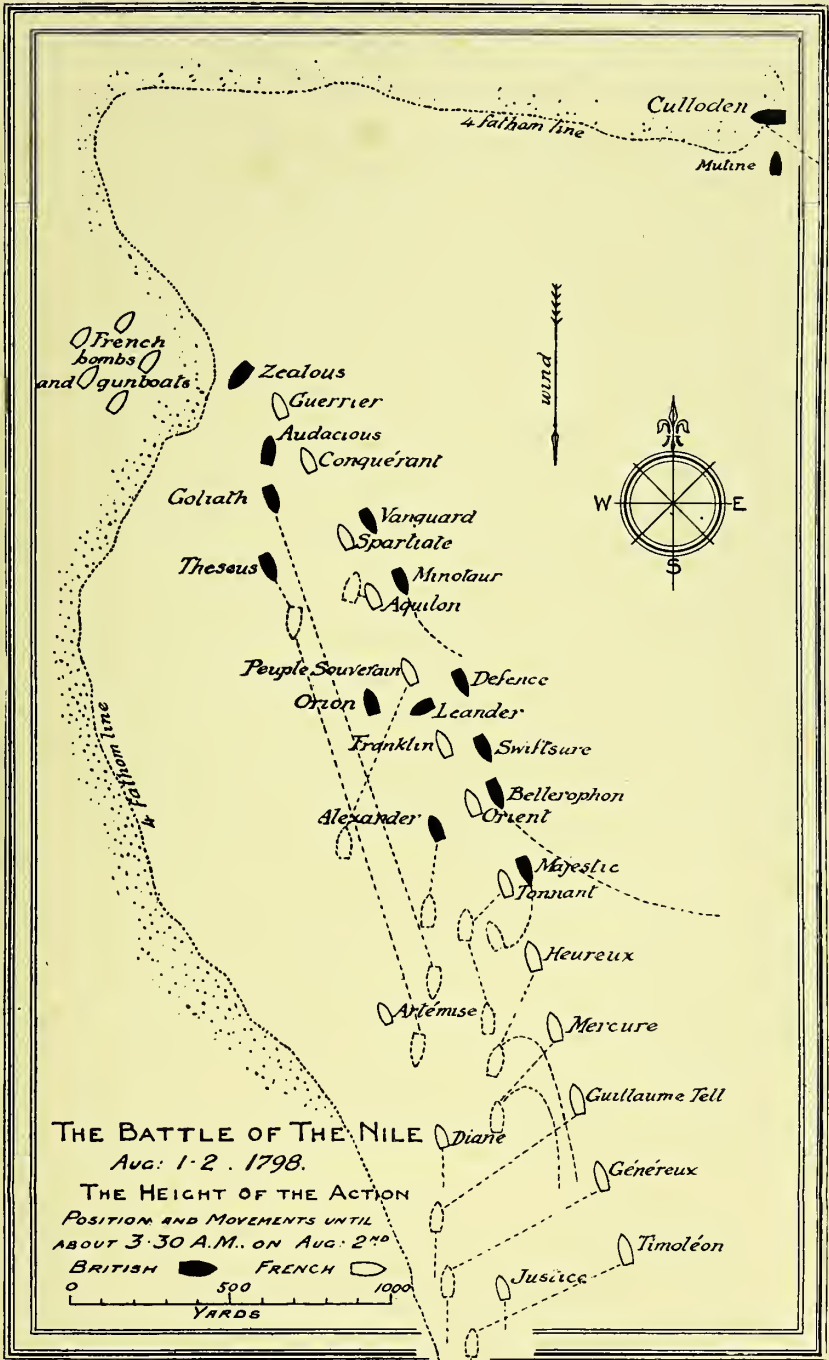 Culloden
4 fathom line
Mutine
French
bombs
and gunboats
Zealous
Guerrier
wind
Audacious
Conquérant
Goliath
W E
S
Vanguard
Spartiate
Theseus
Minotaur
Aquilon
Peuple Souverain
Defence
Orion
Leander
Franklin
Swiftsure
4 fathom line
Bellerophon
Orient
Alexander
Majestic
Tonnant
Heureux
Artémise
Mercure
Guillaume Tell
THE BATTLE OF THE NILE
Diane
AUG: 1-2. 1798.
Généreux
THE HEIGHT OF THE ACTION
POSITION AND MOVEMENTS UNTIL
ABOUT 3·30 A.M.. ON AUG: 2ND
Timoléon
BRITISH FRENCH
Justice
0 500 1000
YARDS